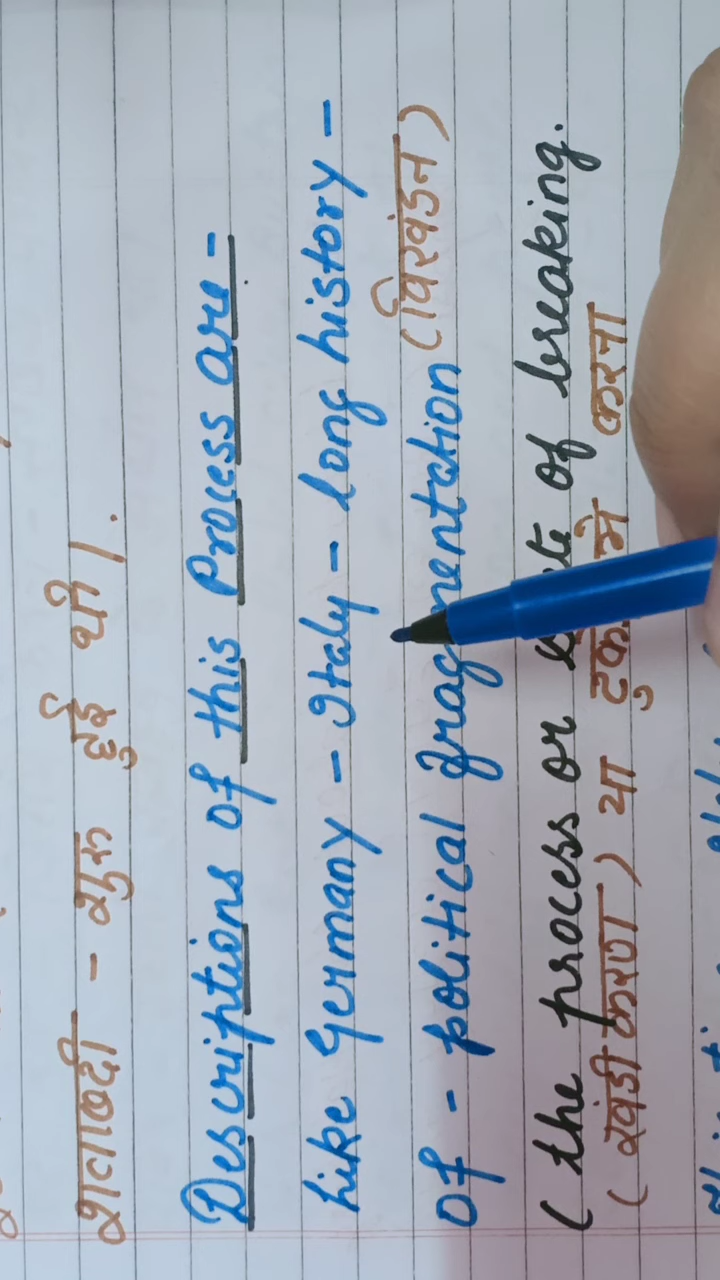 शताब्दी - शुरू हुई थी ।.
Descriptions of this Process are -
Like Germany - Italy - long history -
Of - political fragmentation (विखंडन)
( the process or of breaking.
( खंडीकरण ) या में करना